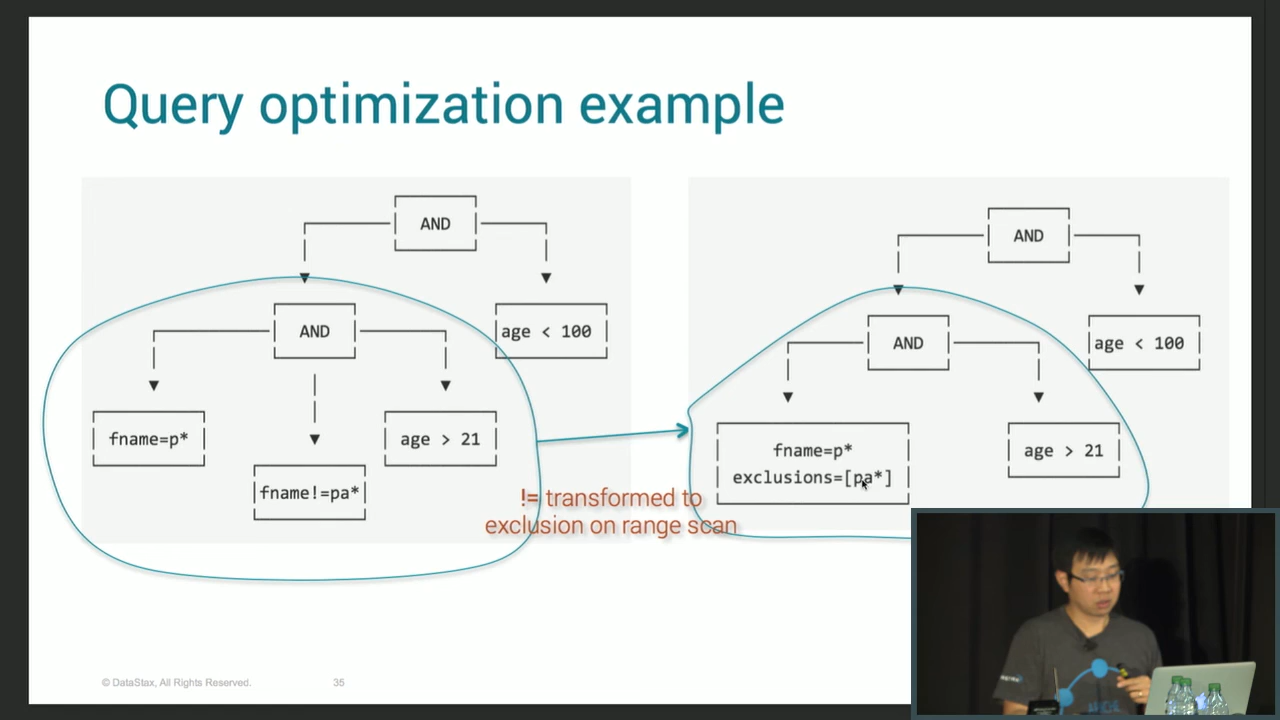 Query optimization example
AND
AND
age < 100
fname=p*
age > 21
fname!=pa*
!= transformed to
exclusion on range scan
AND
AND
age < 100
fname=p*
exclusions=[pa*]
age > 21
© DataStax, All Rights Reserved.
35